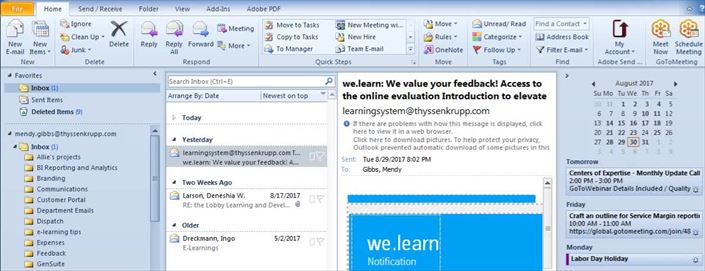 File Home Send / Receive Folder View Add-Ins Adobe PDF
New E-mail
New Items
Ignore
Clean Up
Junk
Delete
Reply
Reply All
Forward
Meeting
More
Move to Tasks
Copy to Tasks
To Manager
New Meeting wi...
New Hire
Team E-mail
Move
Rules
OneNote
Unread/ Read
Categorize
Follow Up
Find a Contact
Address Book
Filter E-mail
My Account
Meet Now
Schedule Meeting
New Delete Respond Quick Steps Move Tags Find Adobe Send .... GoToMeeting
Favorites
Inbox (1)
Sent Items
Deleted Items (9)
mendy.gibbs@thyssenkrupp.c...
Inbox (1)
Allie's projects
BI Reporting and Analytics
Branding
Communications
Customer Portal
Department Emails
Dispatch
e-learning tips
Expenses
Feedback
GenSuite
Search Inbox (Ctrl+E)
Arrange By: Date Newest on top
Today
Yesterday
learningsystem@thyssenkrupp.com
we.learn: We value your feedback! A...
Two Weeks Ago
Larson, Deneshia W. 8/17/2017
RE: the Lobby Learning and Devel...
Older
Dreckmann, Ingo 5/2/2017
E-Learnings
we.learn: We value your feedback! Access to
the online evaluation Introduction to elevate
learningsystem@thyssenkrupp.com
If there are problems with how this message is displayed, click
here to view it in a web browser.
Click here to download pictures. To help protect your privacy,
Outlook prevented automatic download of some pictures in this
Sent: Tue 8/29/2017 8:02 PM
To: Gibbs, Mendy
we.learn
Notification
August 2017
Su Mo Tu We Th Fr Sa
30 31 1 2 3 4 5
6 7 8 9 10 11 12
13 14 15 16 17 18 19
20 21 22 23 24 25 26
27 28 29 30 31 1 2
3 4 5 6 7 8 9
Tomorrow
Centers of Expertise - Monthly Update Call
2:00 PM - 3:00 PM
GoToWebinar Details Included / Quality
Friday
Craft an outline for Service Margin reportin
10:00 AM - 11:00 AM
https://global.gotomeeting.com/join/48
Monday
Labor Day Holiday